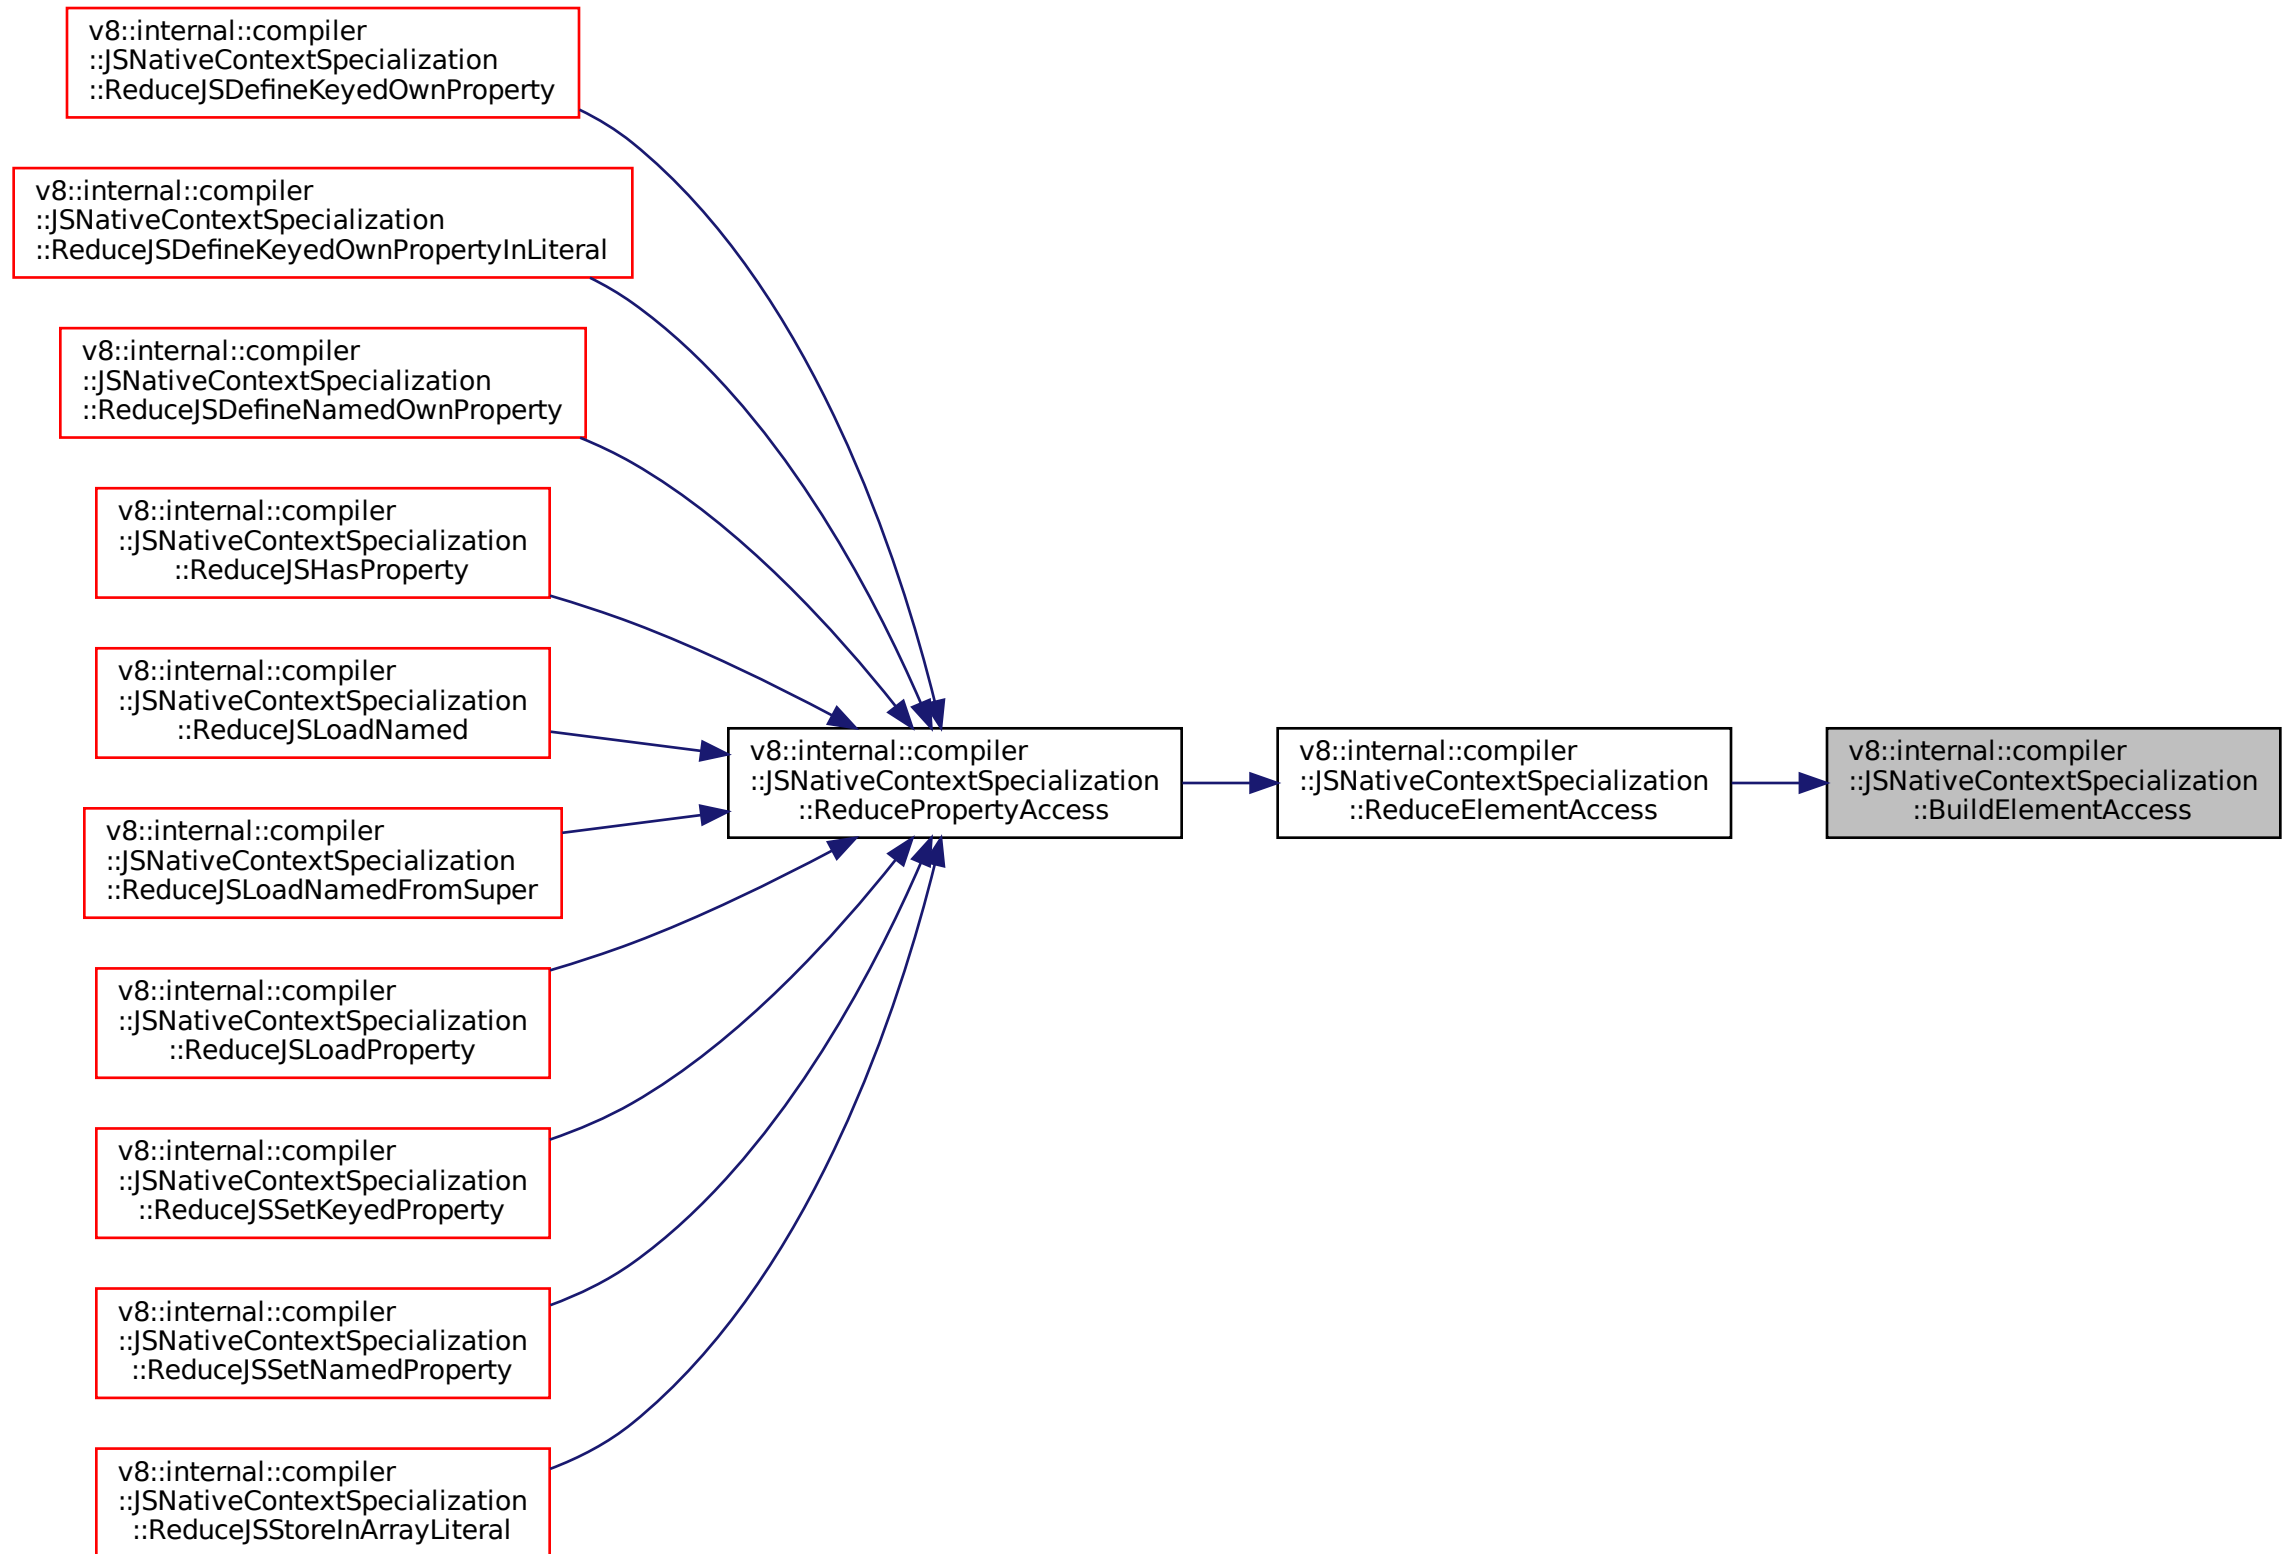 v8::internal::compiler
::JSNativeContextSpecialization
::ReduceJSDefineKeyedOwnProperty
v8::internal::compiler
::JSNativeContextSpecialization
::ReduceJSDefineKeyedOwnPropertyInLiteral
v8::internal::compiler
::JSNativeContextSpecialization
::ReduceJSDefineNamedOwnProperty
v8::internal::compiler
::JSNativeContextSpecialization
::ReduceJSHasProperty
v8::internal::compiler
::JSNativeContextSpecialization
::ReduceJSLoadNamed
v8::internal::compiler
::JSNativeContextSpecialization
::ReduceJSLoadNamedFromSuper
v8::internal::compiler
::JSNativeContextSpecialization
::ReduceJSLoadProperty
v8::internal::compiler
::JSNativeContextSpecialization
::ReduceJSSetKeyedProperty
v8::internal::compiler
::JSNativeContextSpecialization
::ReduceJSSetNamedProperty
v8::internal::compiler
::JSNativeContextSpecialization
::ReduceJSStoreInArrayLiteral
v8::internal::compiler
::JSNativeContextSpecialization
::ReducePropertyAccess
v8::internal::compiler
::JSNativeContextSpecialization
::ReduceElementAccess
v8::internal::compiler
::JSNativeContextSpecialization
::BuildElementAccess